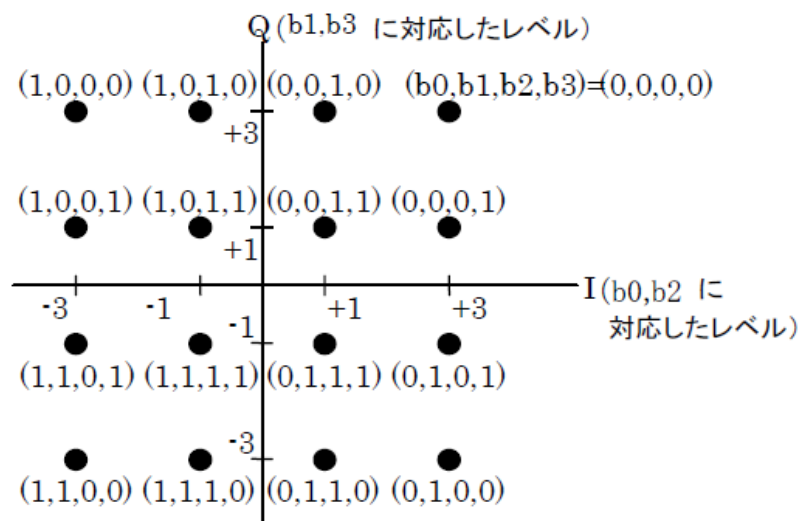 Q(b1,b3 に対応したレベル)
(1,0,0,0) (1,0,1,0) (0,0,1,0) (b0,b1,b2,b3)=(0,0,0,0)
+3
(1,0,0,1) (1,0,1,1) (0,0,1,1) (0,0,0,1)
+1
-3 -1 +1 +3
I(b0,b2 に
対応したレベル)
-1
(1,1,0,1) (1,1,1,1) (0,1,1,1) (0,1,0,1)
-3
(1,1,0,0) (1,1,1,0) (0,1,1,0) (0,1,0,0)